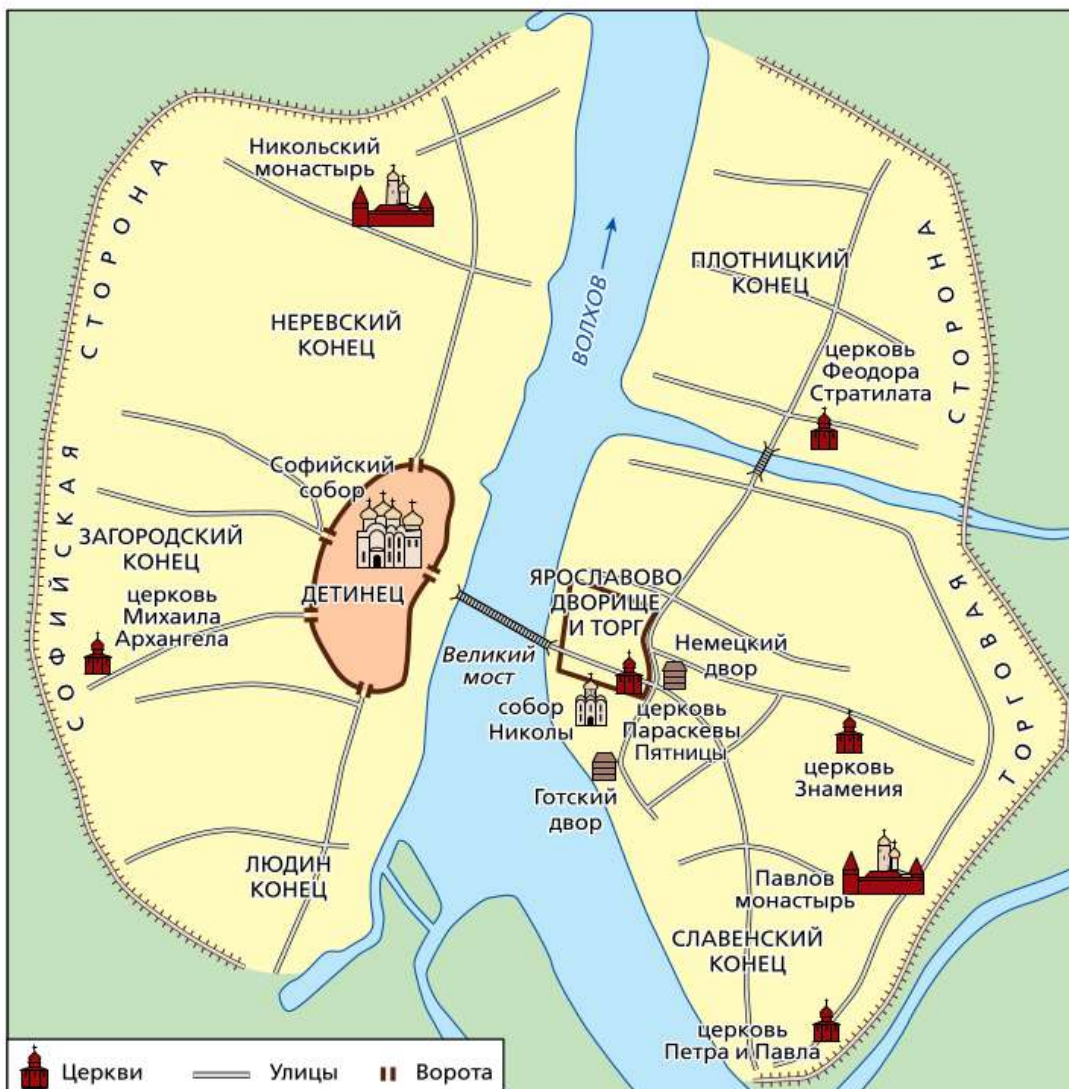 Никольский
монастырь
СОФИЙСКАЯ СТОРОНА
НЕРЕВСКИЙ
КОНЕЦ
ВОЛХОВ
ПЛОТНИЦКИЙ
КОНЕЦ
ТОРГОВАЯ СТОРОНА
церковь
Феодора
Стратилата
Софийский
собор
ЗАГОРОДСКИЙ
КОНЕЦ
ДЕТИНЕЦ
церковь
Михаила
Архангела
ЯРОСЛАВОВО
ДВОРИЩЕ
И ТОРГ
Великий
мост
Немецкий
двор
собор
Николы
церковь
Параскевы
Пятницы
церковь
Знамения
Готский
двор
ЛЮДИН
КОНЕЦ
Павлов
монастырь
СЛАВЕНСКИЙ
КОНЕЦ
церковь
Петра и Павла
Церкви
Улицы
Ворота